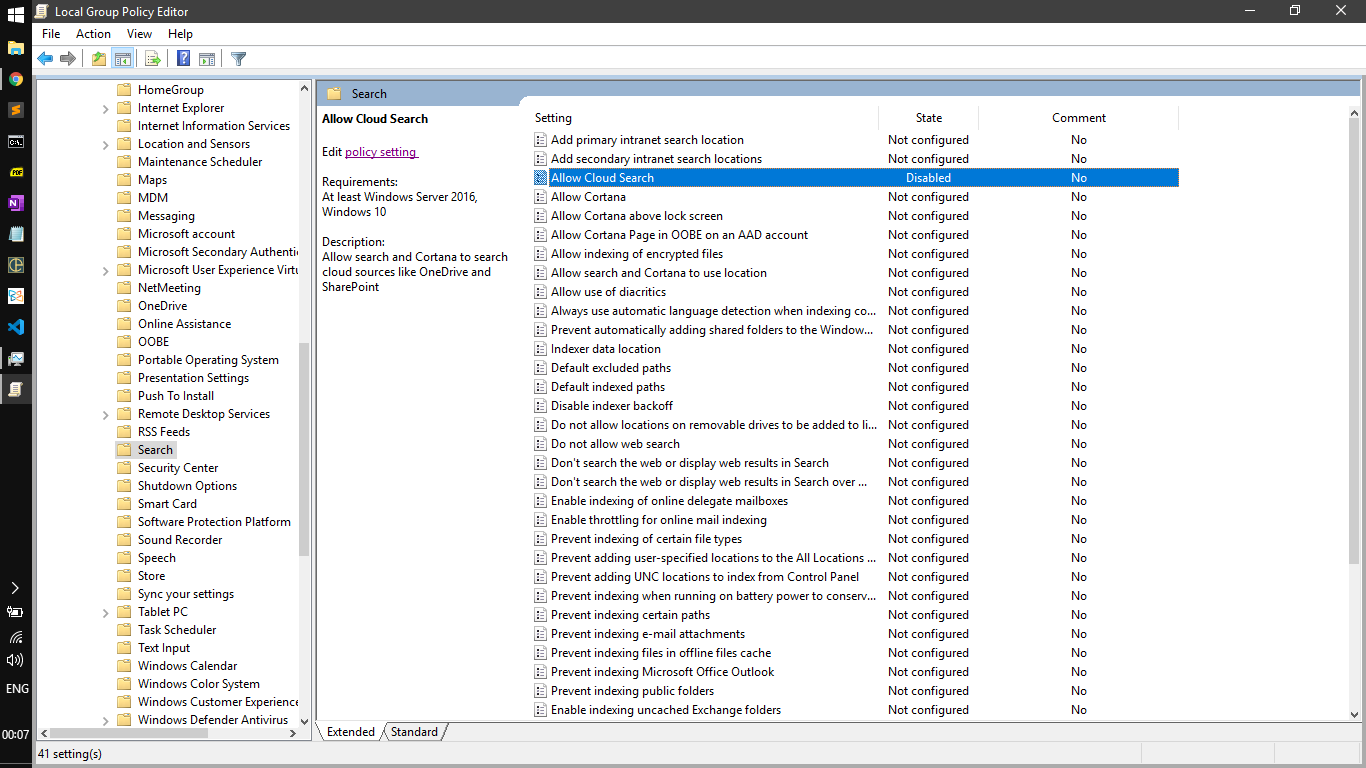 Local Group Policy Editor
File Action View Help
HomeGroup
Internet Explorer
Internet Information Services
Location and Sensors
Maintenance Scheduler
Maps
MDM
Messaging
Microsoft account
Microsoft Secondary Authenti
Microsoft User Experience Virtu
NetMeeting
OneDrive
Online Assistance
OOBE
Portable Operating System
Presentation Settings
Push To Install
Remote Desktop Services
RSS Feeds
Search
Security Center
Shutdown Options
Smart Card
Software Protection Platform
Sound Recorder
Speech
Store
Sync your settings
Tablet PC
Task Scheduler
Text Input
Windows Calendar
Windows Color System
Windows Customer Experience
Windows Defender Antivirus
Search
Allow Cloud Search
Edit policy setting
Requirements:
At least Windows Server 2016,
Windows 10
Description:
Allow search and Cortana to search
cloud sources like OneDrive and
SharePoint
Setting State Comment
Add primary intranet search location Not configured No
Add secondary intranet search locations Not configured No
Allow Cloud Search Disabled No
Allow Cortana Not configured No
Allow Cortana above lock screen Not configured No
Allow Cortana Page in OOBE on an AAD account Not configured No
Allow indexing of encrypted files Not configured No
Allow search and Cortana to use location Not configured No
Allow use of diacritics Not configured No
Always use automatic language detection when indexing co... Not configured No
Prevent automatically adding shared folders to the Window... Not configured No
Indexer data location Not configured No
Default excluded paths Not configured No
Default indexed paths Not configured No
Disable indexer backoff Not configured No
Do not allow locations on removable drives to be added to li... Not configured No
Do not allow web search Not configured No
Don't search the web or display web results in Search Not configured No
Don't search the web or display web results in Search over ... Not configured No
Enable indexing of online delegate mailboxes Not configured No
Enable throttling for online mail indexing Not configured No
Prevent indexing of certain file types Not configured No
Prevent adding user-specified locations to the All Locations ... Not configured No
Prevent adding UNC locations to index from Control Panel Not configured No
Prevent indexing when running on battery power to conserv... Not configured No
Prevent indexing certain paths Not configured No
Prevent indexing e-mail attachments Not configured No
Prevent indexing files in offline files cache Not configured No
Prevent indexing Microsoft Office Outlook Not configured No
Prevent indexing public folders Not configured No
Enable indexing uncached Exchange folders Not configured No
Extended Standard
41 setting(s)
ENG
00:07